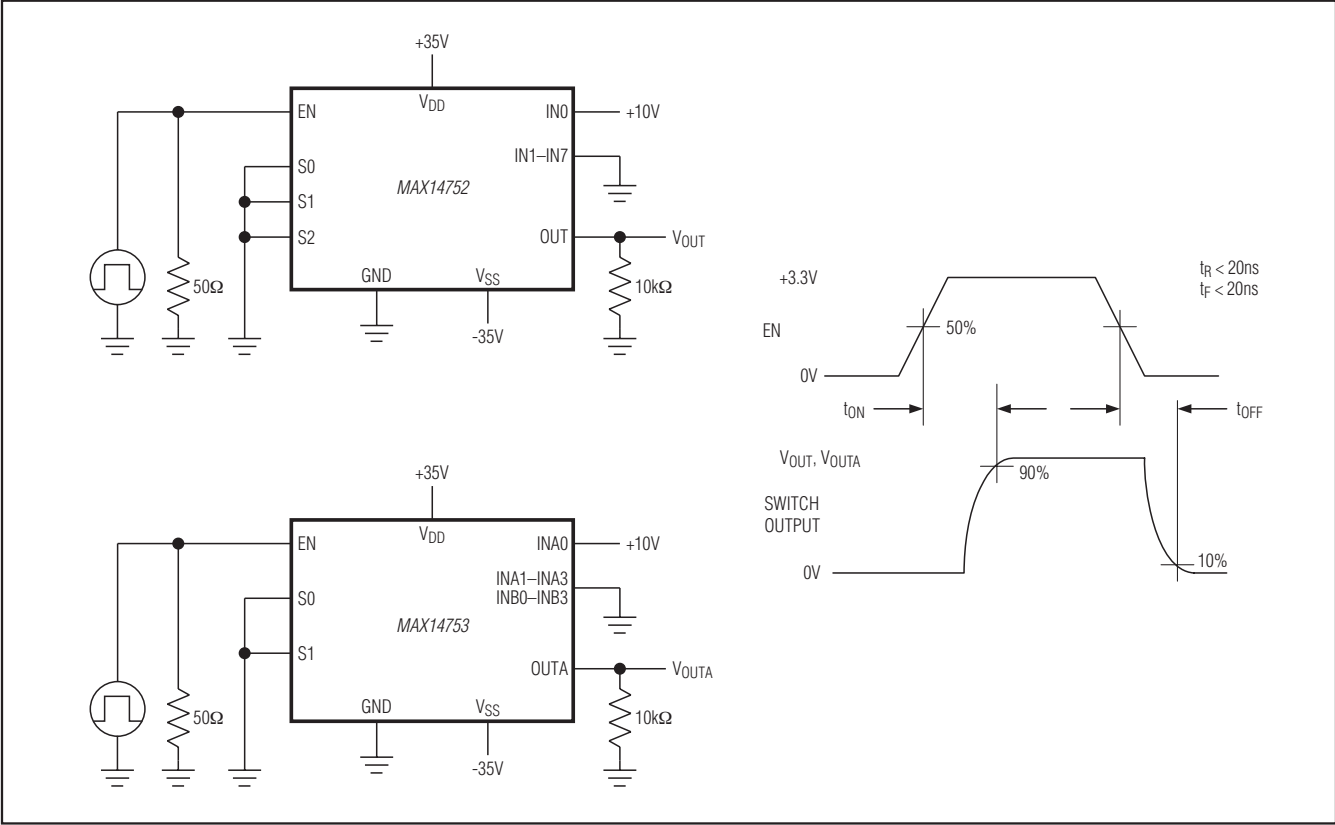 +35V
VDD
EN
IN0
+10V
S0
IN1–IN7
MAX14752
S1
S2
OUT
VOUT
50Ω
GND
VSS
10kΩ
-35V
+35V
VDD
EN
INA0
+10V
INA1–INA3
S0
INB0–INB3
MAX14753
S1
OUTA
VOUTA
50Ω
GND
VSS
10kΩ
-35V
+3.3V
tR < 20ns
tF < 20ns
EN
50%
0V
tON
tOFF
VOUT, VOUTA
90%
SWITCH
OUTPUT
10%
0V